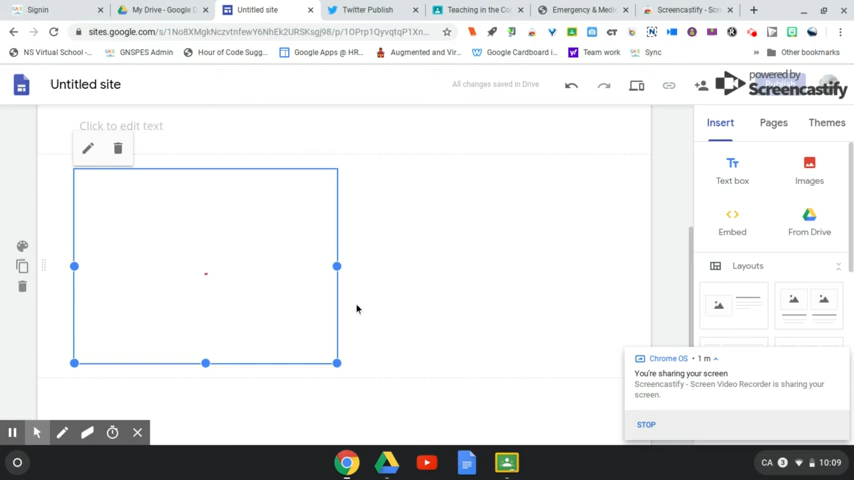 Signin
My Drive - Google D
Untitled site
Twitter Publish
Teaching in the Co
Emergency & Medi
Screencastify - Scre
sites.google.com/s/1No8XMgkNczvtnfewY6NhEk2URSKsgj98/p/1OPrp1QyvqtqP1Xn...
NS Virtual School-...
GNSPES Admin
Hour of Code Sugg...
Google Apps @ HR...
Augmented and Vir...
Google Cardboard i...
Team work
Sync
Other bookmarks
Untitled site
All changes saved in Drive
powered by
Screencastify
Click to edit text
Insert
Pages
Themes
Text box
Images
Embed
From Drive
Layouts
Chrome OS • 1 m
You're sharing your screen
Screencastify - Screen Video Recorder is sharing your
screen.
STOP
CA 3 10:09